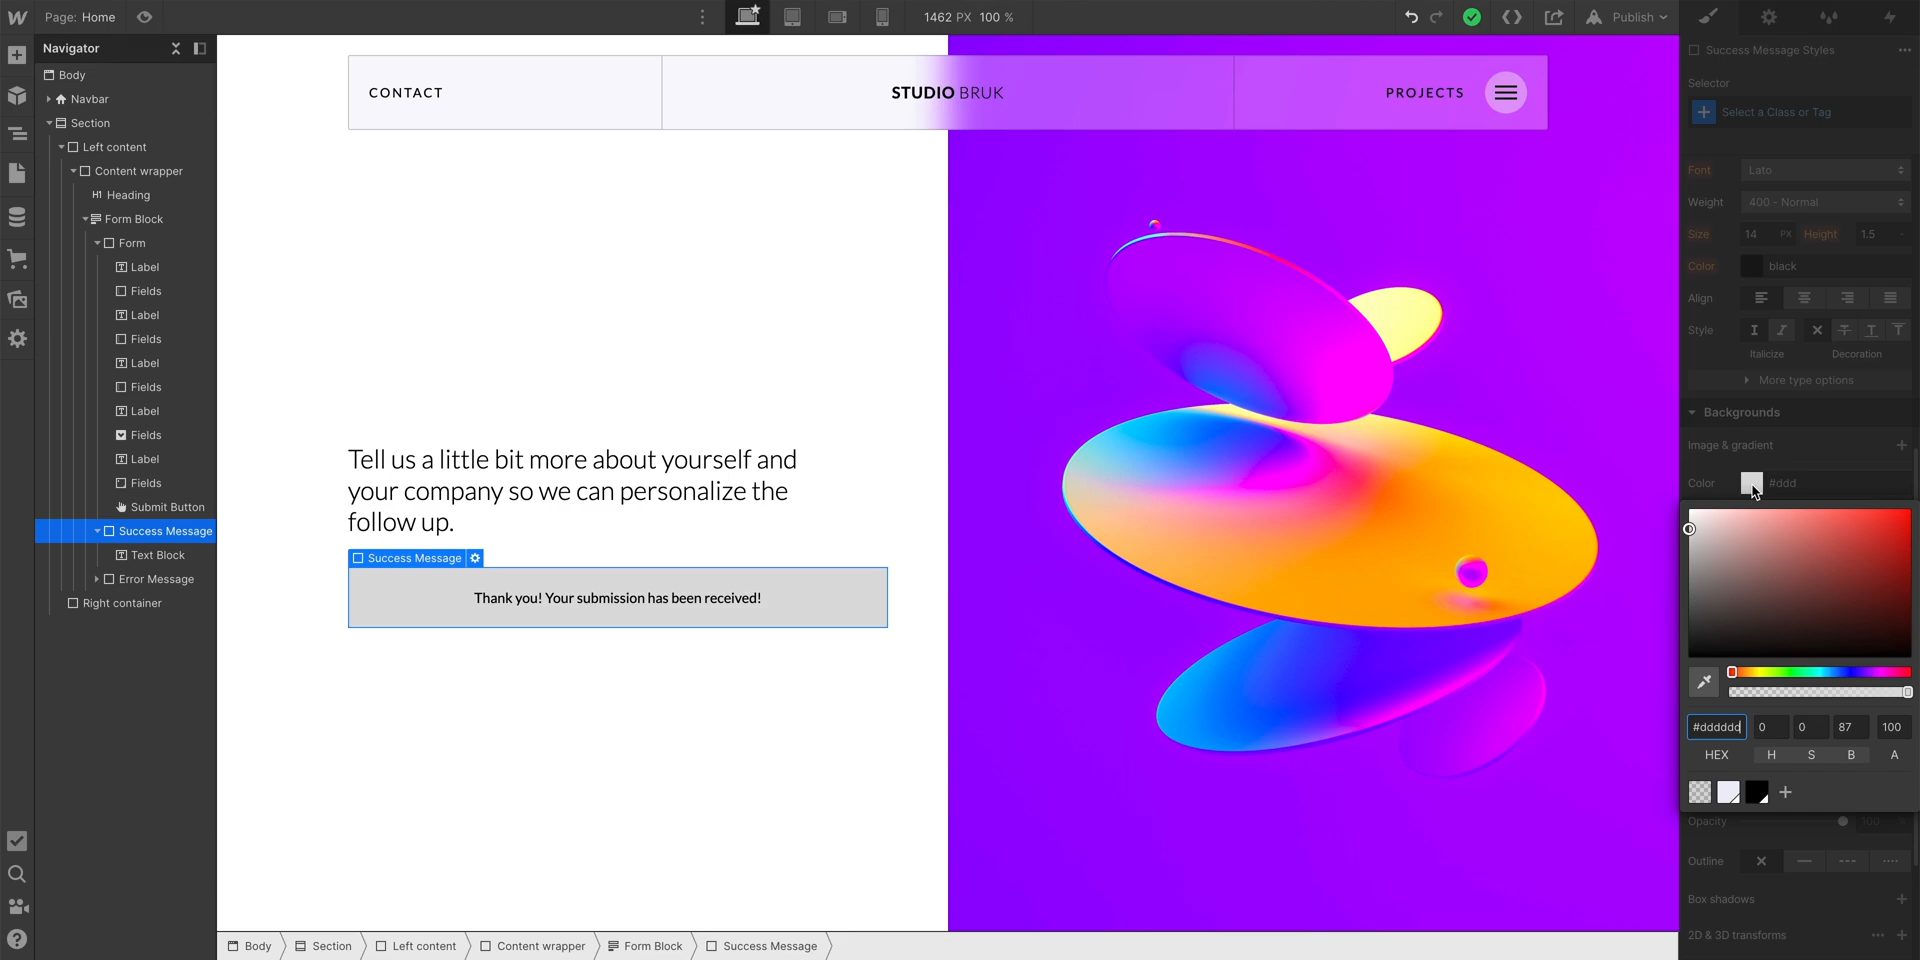 Page: Home
1462 PX 100 %
Publish
Navigator
Body
Navbar
Section
Left content
Content wrapper
H1 Heading
Form Block
Form
Label
Fields
Label
Fields
Label
Fields
Label
Fields
Label
Fields
Submit Button
Success Message
Text Block
Error Message
Right container
CONTACT
STUDIO BRUK
PROJECTS
Tell us a little bit more about yourself and
your company so we can personalize the
follow up.
Success Message
Thank you! Your submission has been received!
Body
Section
Left content
Content wrapper
Form Block
Success Message
Success Message Styles
Selector
Select a Class or Tag
Font Lato
Weight 400 - Normal
Size 14 PX Height 1.5 -
Color black
Align
Style
Italicize Decoration
More type options
Backgrounds
Image & gradient
Color #ddd
#dddddd 0 0 87 100
HEX H S B A
Opacity 100 %
Outline
Box shadows
2D & 3D transforms